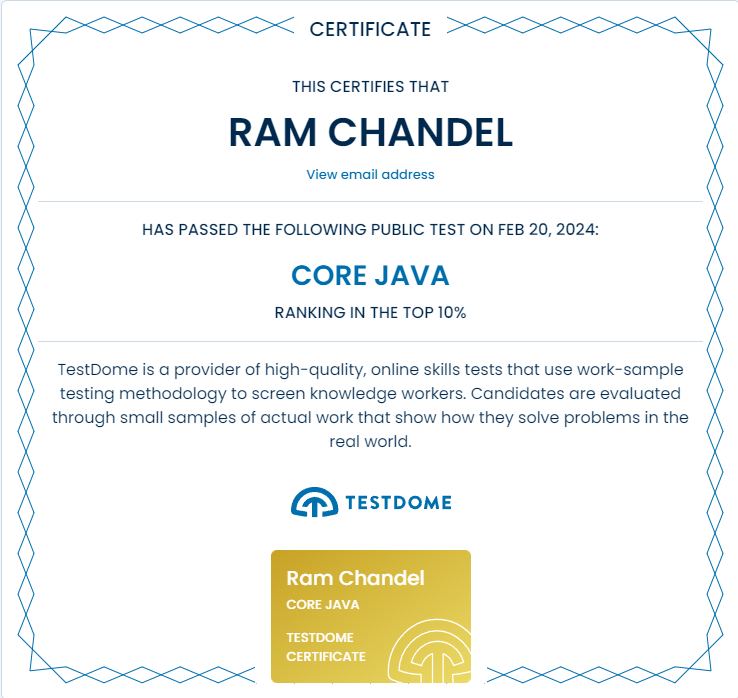 CERTIFICATE
THIS CERTIFIES THAT
RAM CHANDEL
View email address
HAS PASSED THE FOLLOWING PUBLIC TEST ON FEB 20, 2024:
CORE JAVA
RANKING IN THE TOP 10%
TestDome is a provider of high-quality, online skills tests that use work-sample
testing methodology to screen knowledge workers. Candidates are evaluated
through small samples of actual work that show how they solve problems in the
real world.
TESTDOME
Ram Chandel
CORE JAVA
TESTDOME
CERTIFICATE